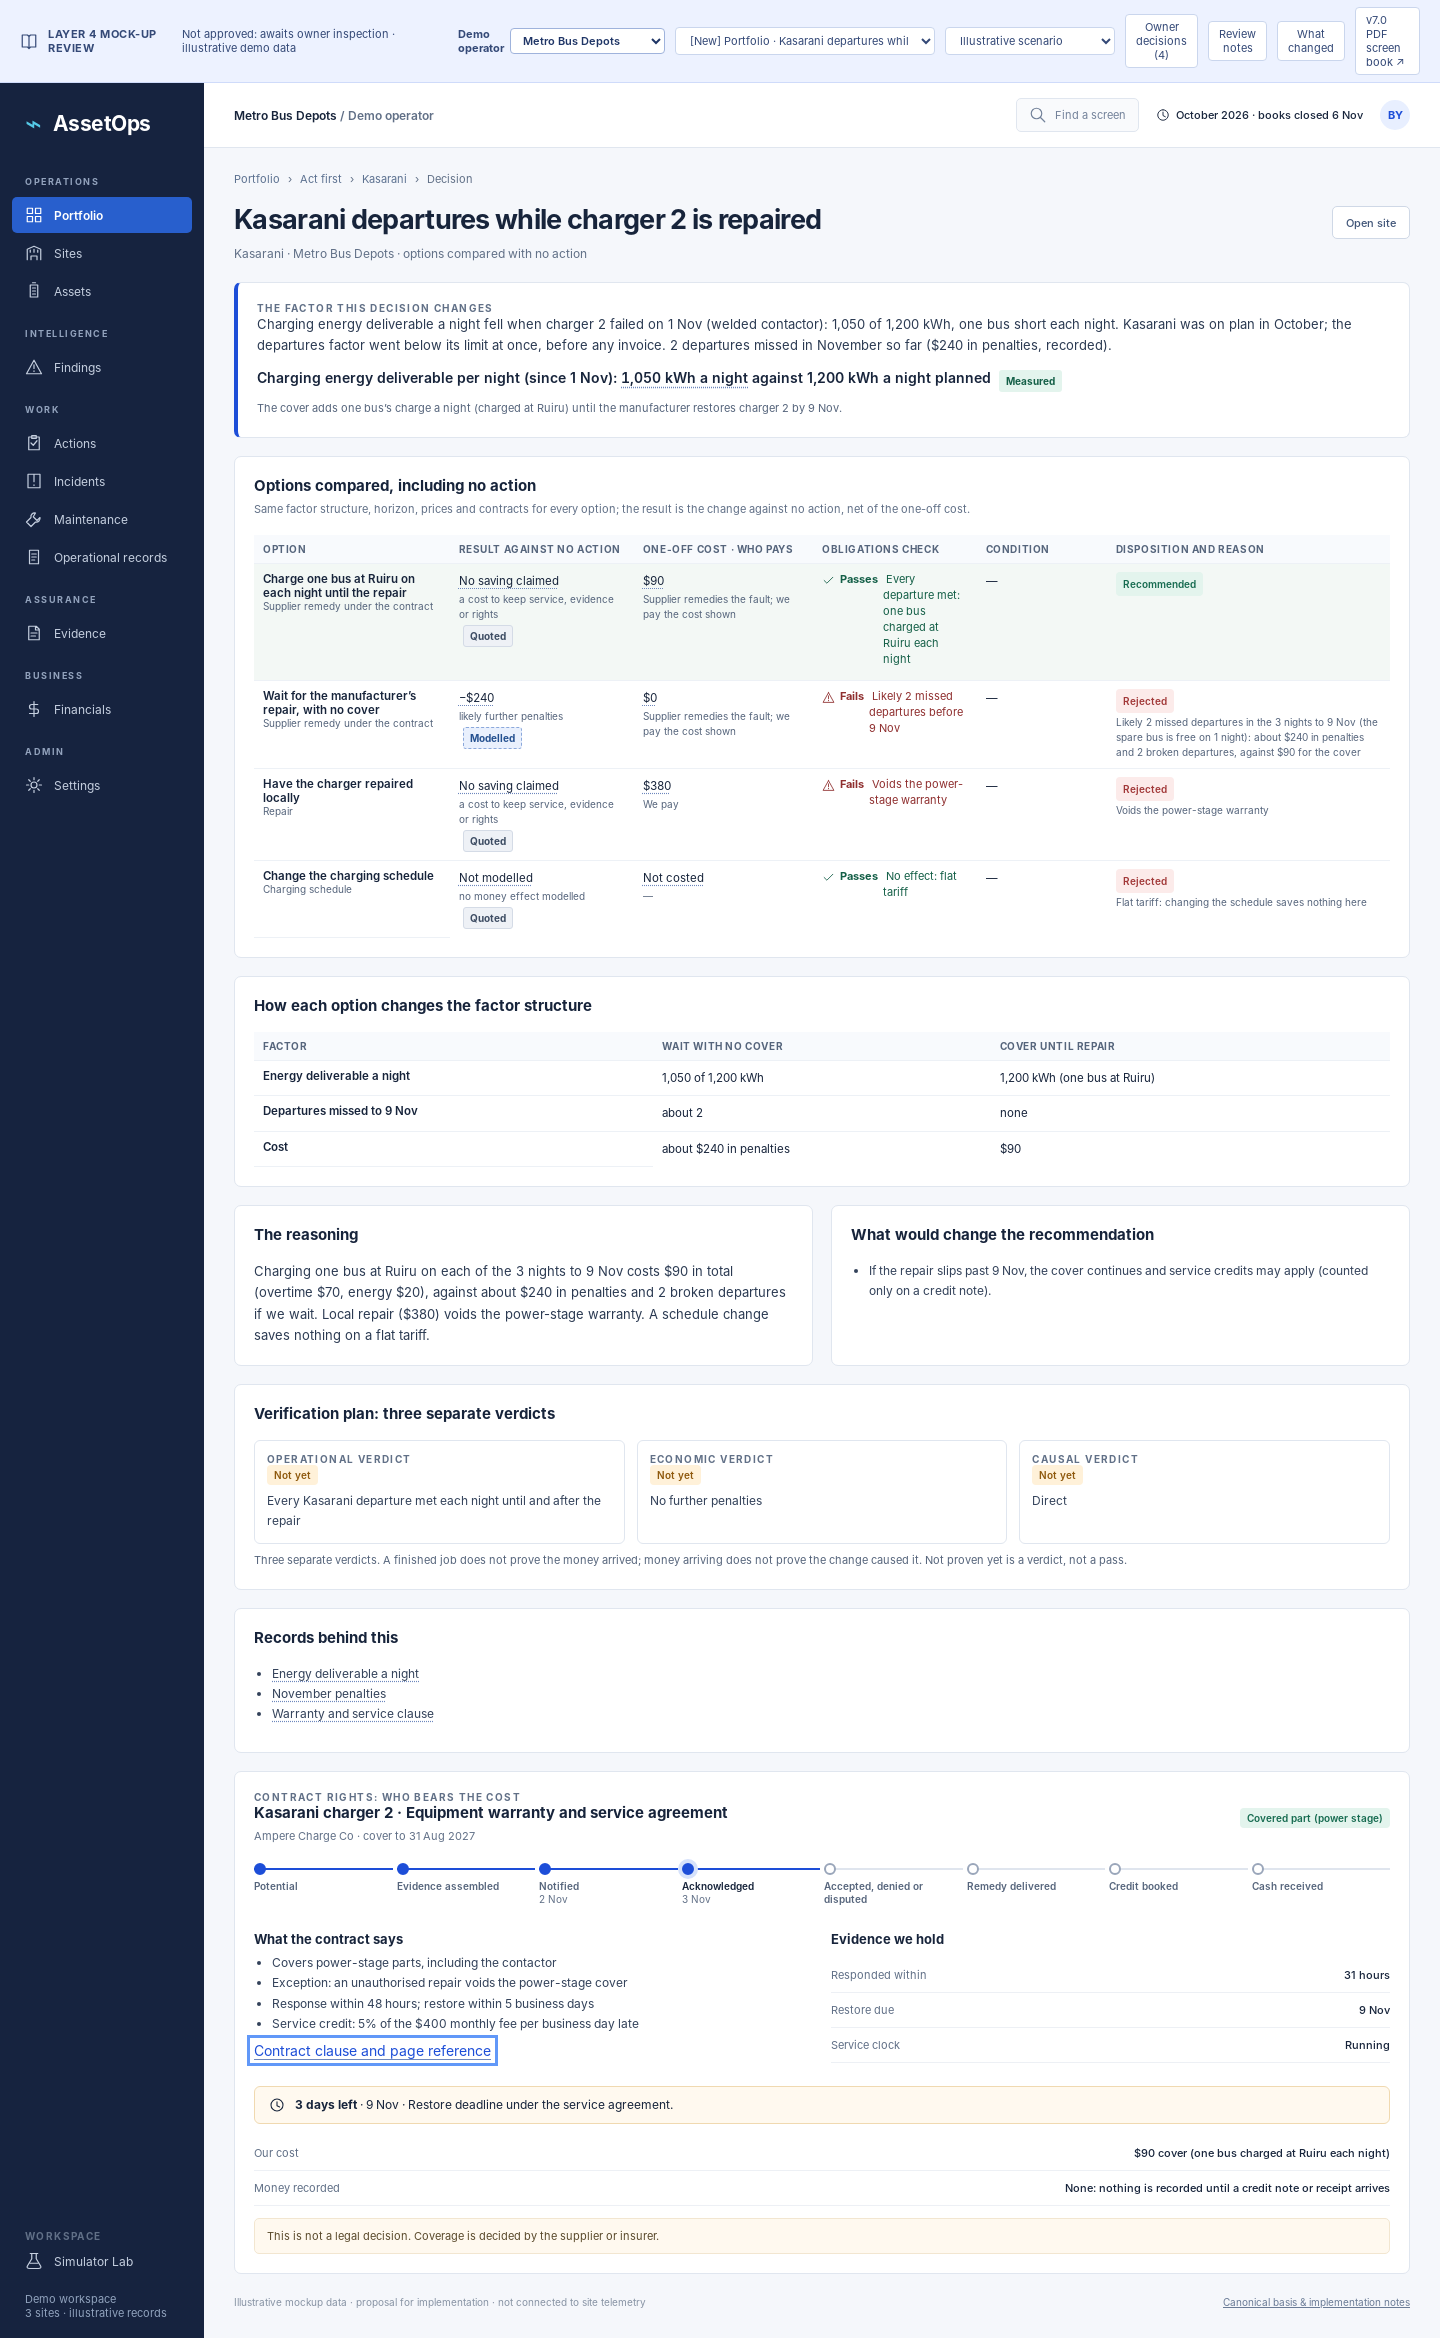 LAYER 4 MOCK-UP
REVIEW
Not approved: awaits owner inspection ·
illustrative demo data
Demo
operator
Metro Bus Depots
[New] Portfolio · Kasarani departures whil
Illustrative scenario
Owner
decisions
(4)
Review
notes
What
changed
v7.0
PDF
screen
book ↗
AssetOps
OPERATIONS
Portfolio
Sites
Assets
INTELLIGENCE
Findings
WORK
Actions
Incidents
Maintenance
Operational records
ASSURANCE
Evidence
BUSINESS
Financials
ADMIN
Settings
WORKSPACE
Simulator Lab
Demo workspace
3 sites · illustrative records
Metro Bus Depots / Demo operator
Find a screen
October 2026 · books closed 6 Nov
BY
Portfolio › Act first › Kasarani › Decision
Kasarani departures while charger 2 is repaired
Open site
Kasarani · Metro Bus Depots · options compared with no action
THE FACTOR THIS DECISION CHANGES
Charging energy deliverable a night fell when charger 2 failed on 1 Nov (welded contactor): 1,050 of 1,200 kWh, one bus short each night. Kasarani was on plan in October; the
departures factor went below its limit at once, before any invoice. 2 departures missed in November so far ($240 in penalties, recorded).
Charging energy deliverable per night (since 1 Nov): 1,050 kWh a night against 1,200 kWh a night planned Measured
The cover adds one bus's charge a night (charged at Ruiru) until the manufacturer restores charger 2 by 9 Nov.
Options compared, including no action
Same factor structure, horizon, prices and contracts for every option; the result is the change against no action, net of the one-off cost.
OPTION RESULT AGAINST NO ACTION ONE-OFF COST · WHO PAYS OBLIGATIONS CHECK CONDITION DISPOSITION AND REASON
Charge one bus at Ruiru on
each night until the repair
Supplier remedy under the contract
No saving claimed
a cost to keep service, evidence
or rights
Quoted
$90
Supplier remedies the fault; we
pay the cost shown
Passes Every
departure met:
one bus
charged at
Ruiru each
night
—
Recommended
Wait for the manufacturer's
repair, with no cover
Supplier remedy under the contract
−$240
likely further penalties
Modelled
$0
Supplier remedies the fault; we
pay the cost shown
Fails Likely 2 missed
departures before
9 Nov
—
Rejected
Likely 2 missed departures in the 3 nights to 9 Nov (the
spare bus is free on 1 night): about $240 in penalties
and 2 broken departures, against $90 for the cover
Have the charger repaired
locally
Repair
No saving claimed
a cost to keep service, evidence
or rights
Quoted
$380
We pay
Fails Voids the power-
stage warranty
—
Rejected
Voids the power-stage warranty
Change the charging schedule
Charging schedule
Not modelled
no money effect modelled
Quoted
Not costed
—
Passes No effect: flat
tariff
—
Rejected
Flat tariff: changing the schedule saves nothing here
How each option changes the factor structure
FACTOR WAIT WITH NO COVER COVER UNTIL REPAIR
Energy deliverable a night 1,050 of 1,200 kWh 1,200 kWh (one bus at Ruiru)
Departures missed to 9 Nov about 2 none
Cost about $240 in penalties $90
The reasoning
Charging one bus at Ruiru on each of the 3 nights to 9 Nov costs $90 in total
(overtime $70, energy $20), against about $240 in penalties and 2 broken departures
if we wait. Local repair ($380) voids the power-stage warranty. A schedule change
saves nothing on a flat tariff.
What would change the recommendation
• If the repair slips past 9 Nov, the cover continues and service credits may apply (counted
only on a credit note).
Verification plan: three separate verdicts
OPERATIONAL VERDICT
Not yet
Every Kasarani departure met each night until and after the
repair
ECONOMIC VERDICT
Not yet
No further penalties
CAUSAL VERDICT
Not yet
Direct
Three separate verdicts. A finished job does not prove the money arrived; money arriving does not prove the change caused it. Not proven yet is a verdict, not a pass.
Records behind this
• Energy deliverable a night
• November penalties
• Warranty and service clause
CONTRACT RIGHTS: WHO BEARS THE COST
Kasarani charger 2 · Equipment warranty and service agreement
Covered part (power stage)
Ampere Charge Co · cover to 31 Aug 2027
Potential
Evidence assembled
Notified
2 Nov
Acknowledged
3 Nov
Accepted, denied or
disputed
Remedy delivered
Credit booked
Cash received
What the contract says
• Covers power-stage parts, including the contactor
• Exception: an unauthorised repair voids the power-stage cover
• Response within 48 hours; restore within 5 business days
• Service credit: 5% of the $400 monthly fee per business day late
Contract clause and page reference
Evidence we hold
Responded within 31 hours
Restore due 9 Nov
Service clock Running
3 days left · 9 Nov · Restore deadline under the service agreement.
Our cost $90 cover (one bus charged at Ruiru each night)
Money recorded None: nothing is recorded until a credit note or receipt arrives
This is not a legal decision. Coverage is decided by the supplier or insurer.
Illustrative mockup data · proposal for implementation · not connected to site telemetry
Canonical basis & implementation notes